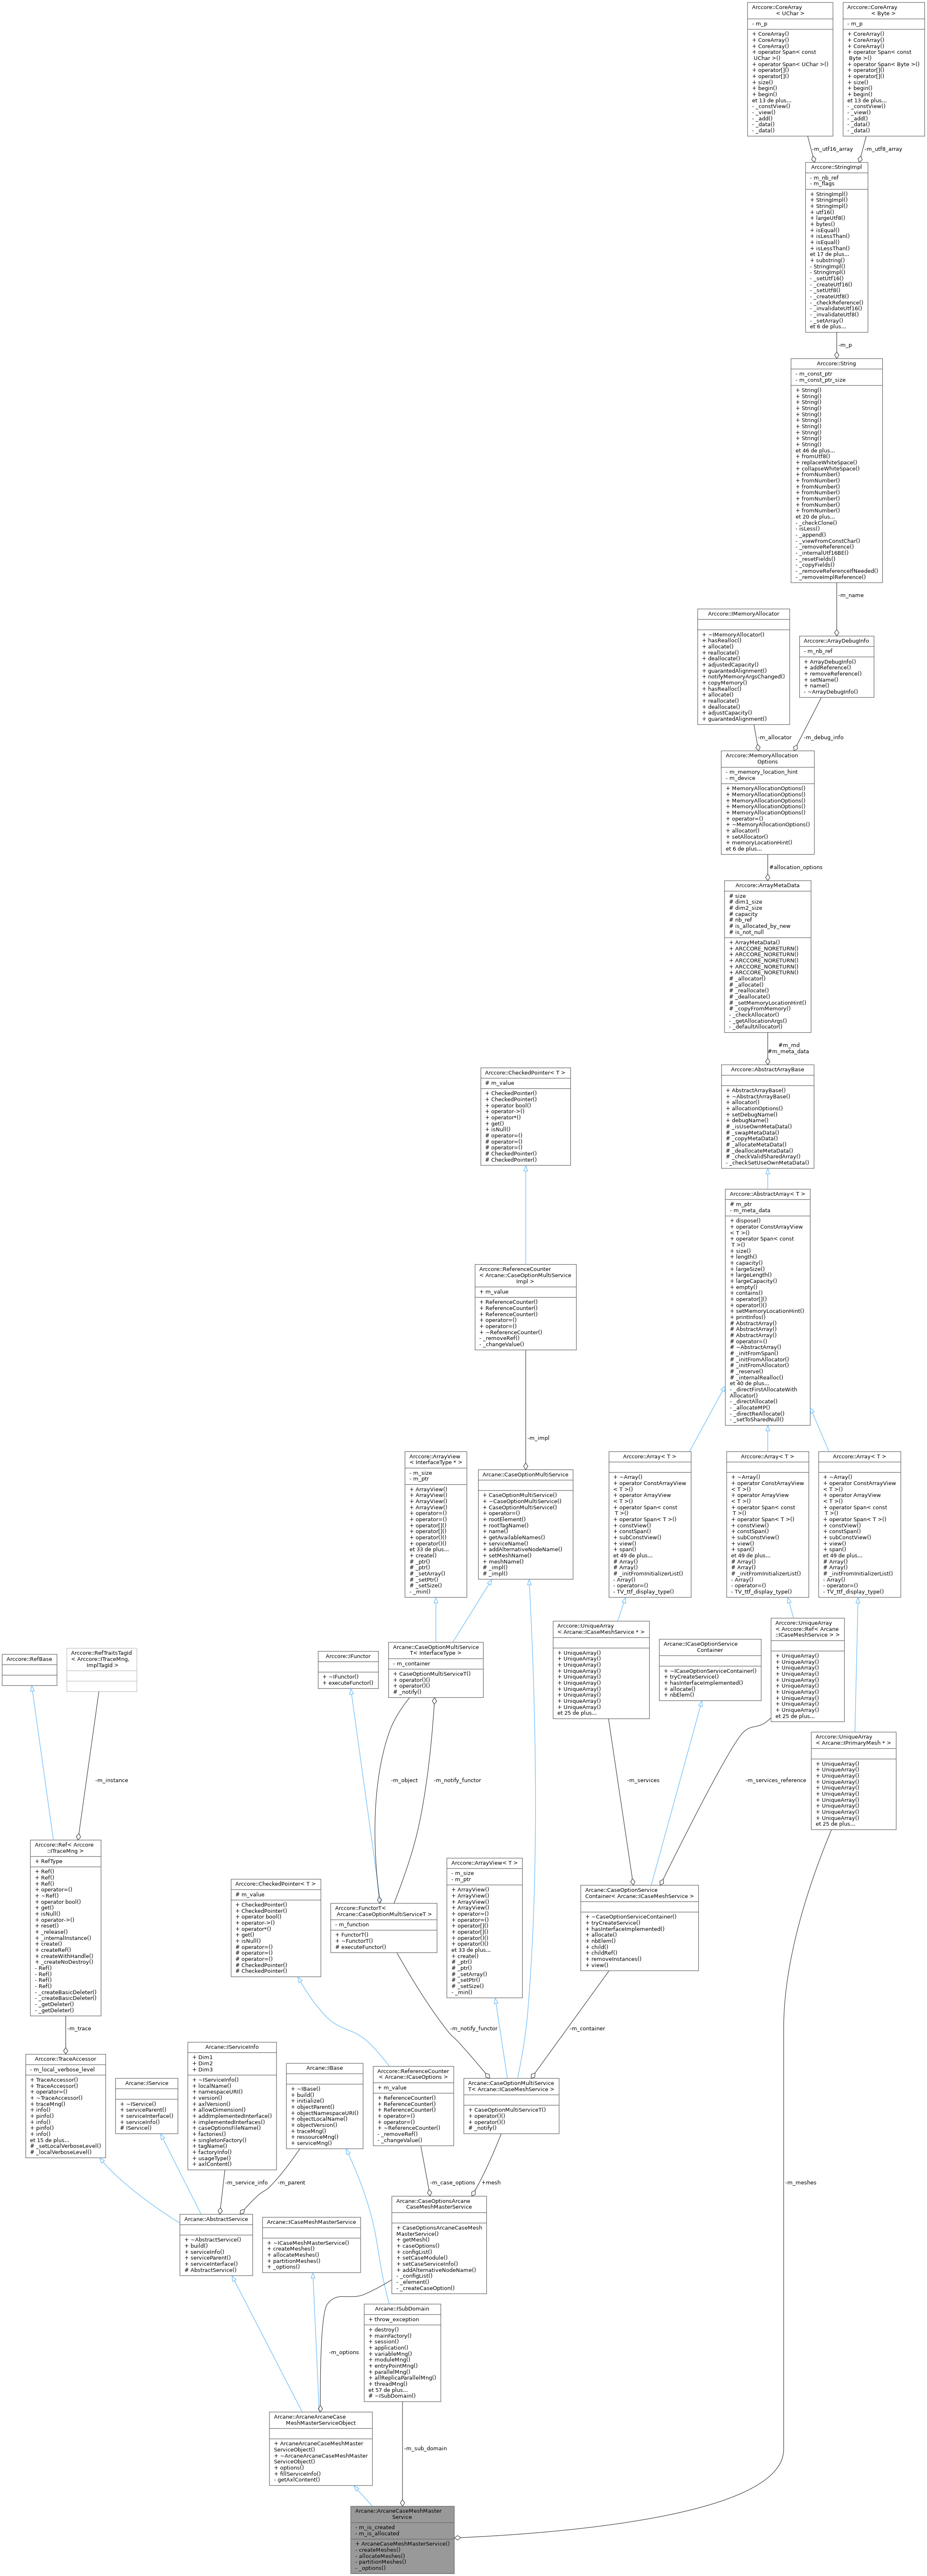 Arccore::CoreArray
< UChar >
- m_p
+ CoreArray()
+ CoreArray()
+ CoreArray()
+ operator Span< const
UChar >()
+ operator Span< UChar >()
+ operator[]()
+ operator[]()
+ size()
+ begin()
+ begin()
et 13 de plus...
- _constView()
- _view()
- _add()
- _data()
- _data()
Arccore::CoreArray
< Byte >
- m_p
+ CoreArray()
+ CoreArray()
+ CoreArray()
+ operator Span< const
Byte >()
+ operator Span< Byte >()
+ operator[]()
+ operator[]()
+ size()
+ begin()
+ begin()
et 13 de plus...
- _constView()
- _view()
- _add()
- _data()
- _data()
-m_utf16_array
-m_utf8_array
Arccore::StringImpl
- m_nb_ref
- m_flags
+ StringImpl()
+ StringImpl()
+ StringImpl()
+ utf16()
+ largeUtf8()
+ bytes()
+ isEqual()
+ isLessThan()
+ isEqual()
+ isLessThan()
et 17 de plus...
+ substring()
- StringImpl()
- StringImpl()
- _setUtf16()
- _createUtf16()
- _setUtf8()
- _createUtf8()
- _checkReference()
- _invalidateUtf16()
- _invalidateUtf8()
- _setArray()
et 6 de plus...
-m_p
Arccore::String
- m_const_ptr
- m_const_ptr_size
+ String()
+ String()
+ String()
+ String()
+ String()
+ String()
+ String()
+ String()
+ String()
+ String()
et 46 de plus...
+ fromUtf8()
+ replaceWhiteSpace()
+ collapseWhiteSpace()
+ fromNumber()
+ fromNumber()
+ fromNumber()
+ fromNumber()
+ fromNumber()
+ fromNumber()
+ fromNumber()
et 20 de plus...
- _checkClone()
- isLess()
- _append()
- _viewFromConstChar()
- _removeReference()
- _internalUtf16BE()
- _resetFields()
- _copyFields()
- _removeReferenceIfNeeded()
- _removeImplReference()
-m_name
Arccore::IMemoryAllocator
+ ~IMemoryAllocator()
+ hasRealloc()
+ allocate()
+ reallocate()
+ deallocate()
+ adjustedCapacity()
+ guarantedAlignment()
+ notifyMemoryArgsChanged()
+ copyMemory()
+ hasRealloc()
+ allocate()
+ reallocate()
+ deallocate()
+ adjustCapacity()
+ guarantedAlignment()
Arccore::ArrayDebugInfo
- m_nb_ref
+ ArrayDebugInfo()
+ addReference()
+ removeReference()
+ setName()
+ name()
- ~ArrayDebugInfo()
-m_allocator
-m_debug_info
Arccore::MemoryAllocation
Options
- m_memory_location_hint
- m_device
+ MemoryAllocationOptions()
+ MemoryAllocationOptions()
+ MemoryAllocationOptions()
+ MemoryAllocationOptions()
+ MemoryAllocationOptions()
+ operator=()
+ ~MemoryAllocationOptions()
+ allocator()
+ setAllocator()
+ memoryLocationHint()
et 6 de plus...
#allocation_options
Arccore::ArrayMetaData
# size
# dim1_size
# dim2_size
# capacity
# nb_ref
# is_allocated_by_new
# is_not_null
+ ArrayMetaData()
+ ARCCORE_NORETURN()
+ ARCCORE_NORETURN()
+ ARCCORE_NORETURN()
+ ARCCORE_NORETURN()
+ ARCCORE_NORETURN()
# _allocator()
# _allocate()
# _reallocate()
# _deallocate()
# _setMemoryLocationHint()
# _copyFromMemory()
- _checkAllocator()
- _getAllocationArgs()
- _defaultAllocator()
#m_md
#m_meta_data
Arccore::AbstractArrayBase
+ AbstractArrayBase()
+ ~AbstractArrayBase()
+ allocator()
+ allocationOptions()
+ setDebugName()
+ debugName()
# _isUseOwnMetaData()
# _swapMetaData()
# _copyMetaData()
# _allocateMetaData()
# _deallocateMetaData()
# _checkValidSharedArray()
- _checkSetUseOwnMetaData()
Arccore::CheckedPointer< T >
# m_value
+ CheckedPointer()
+ CheckedPointer()
+ operator bool()
+ operator->()
+ operator*()
+ get()
+ isNull()
# operator=()
# operator=()
# operator=()
# CheckedPointer()
# CheckedPointer()
Arccore::AbstractArray< T >
# m_ptr
- m_meta_data
+ dispose()
+ operator ConstArrayView
< T >()
+ operator Span< const
T >()
+ size()
+ length()
+ capacity()
+ largeSize()
+ largeLength()
+ largeCapacity()
+ empty()
+ contains()
+ operator[]()
+ operator()()
+ setMemoryLocationHint()
+ printInfos()
# AbstractArray()
# AbstractArray()
# AbstractArray()
# operator=()
# ~AbstractArray()
# _initFromSpan()
# _initFromAllocator()
# _initFromAllocator()
# _reserve()
# _internalRealloc()
et 40 de plus...
- _directFirstAllocateWith
Allocator()
- _directAllocate()
- _allocateMP()
- _directReAllocate()
- _setToSharedNull()
Arccore::ReferenceCounter
< Arcane::CaseOptionMultiService
Impl >
+ m_value
+ ReferenceCounter()
+ ReferenceCounter()
+ ReferenceCounter()
+ operator=()
+ operator=()
+ ~ReferenceCounter()
- _removeRef()
- _changeValue()
-m_impl
Arccore::ArrayView
< InterfaceType * >
- m_size
- m_ptr
+ ArrayView()
+ ArrayView()
+ ArrayView()
+ ArrayView()
+ operator=()
+ operator=()
+ operator[]()
+ operator[]()
+ operator()()
+ operator()()
et 33 de plus...
+ create()
# _ptr()
# _ptr()
# _setArray()
# _setPtr()
# _setSize()
- _min()
Arcane::CaseOptionMultiService
+ CaseOptionMultiService()
+ ~CaseOptionMultiService()
+ CaseOptionMultiService()
+ operator=()
+ rootElement()
+ rootTagName()
+ name()
+ getAvailableNames()
+ serviceName()
+ addAlternativeNodeName()
+ setMeshName()
+ meshName()
# _impl()
# _impl()
Arccore::Array< T >
+ ~Array()
+ operator ConstArrayView
< T >()
+ operator ArrayView
< T >()
+ operator Span< const
T >()
+ operator Span< T >()
+ constView()
+ constSpan()
+ subConstView()
+ view()
+ span()
et 49 de plus...
# Array()
# Array()
# _initFromInitializerList()
- Array()
- operator=()
- TV_ttf_display_type()
Arccore::Array< T >
+ ~Array()
+ operator ConstArrayView
< T >()
+ operator ArrayView
< T >()
+ operator Span< const
T >()
+ operator Span< T >()
+ constView()
+ constSpan()
+ subConstView()
+ view()
+ span()
et 49 de plus...
# Array()
# Array()
# _initFromInitializerList()
- Array()
- operator=()
- TV_ttf_display_type()
Arccore::Array< T >
+ ~Array()
+ operator ConstArrayView
< T >()
+ operator ArrayView
< T >()
+ operator Span< const
T >()
+ operator Span< T >()
+ constView()
+ constSpan()
+ subConstView()
+ view()
+ span()
et 49 de plus...
# Array()
# Array()
# _initFromInitializerList()
- Array()
- operator=()
- TV_ttf_display_type()
Arccore::RefBase
Arccore::RefTraitsTagId
< Arccore::ITraceMng,
ImplTagId >
Arccore::IFunctor
+ ~IFunctor()
+ executeFunctor()
Arcane::CaseOptionMultiService
T< InterfaceType >
- m_container
+ CaseOptionMultiServiceT()
+ operator()()
+ operator()()
# _notify()
Arccore::UniqueArray
< Arcane::ICaseMeshService * >
+ UniqueArray()
+ UniqueArray()
+ UniqueArray()
+ UniqueArray()
+ UniqueArray()
+ UniqueArray()
+ UniqueArray()
+ UniqueArray()
+ UniqueArray()
+ UniqueArray()
et 25 de plus...
Arcane::ICaseOptionService
Container
+ ~ICaseOptionServiceContainer()
+ tryCreateService()
+ hasInterfaceImplemented()
+ allocate()
+ nbElem()
Arccore::UniqueArray
< Arccore::Ref< Arcane
::ICaseMeshService > >
+ UniqueArray()
+ UniqueArray()
+ UniqueArray()
+ UniqueArray()
+ UniqueArray()
+ UniqueArray()
+ UniqueArray()
+ UniqueArray()
+ UniqueArray()
+ UniqueArray()
et 25 de plus...
Arccore::UniqueArray
< Arcane::IPrimaryMesh * >
+ UniqueArray()
+ UniqueArray()
+ UniqueArray()
+ UniqueArray()
+ UniqueArray()
+ UniqueArray()
+ UniqueArray()
+ UniqueArray()
+ UniqueArray()
+ UniqueArray()
et 25 de plus...
-m_instance
-m_object
-m_notify_functor
-m_services
-m_services_reference
Arccore::Ref< Arccore
::ITraceMng >
+ RefType
+ Ref()
+ Ref()
+ Ref()
+ operator=()
+ ~Ref()
+ operator bool()
+ get()
+ isNull()
+ operator->()
+ reset()
+ _release()
+ _internalInstance()
+ create()
+ createRef()
+ createWithHandle()
+ _createNoDestroy()
- Ref()
- Ref()
- Ref()
- Ref()
- _createBasicDeleter()
- _createBasicDeleter()
- _getDeleter()
- _getDeleter()
Arccore::CheckedPointer< T >
# m_value
+ CheckedPointer()
+ CheckedPointer()
+ operator bool()
+ operator->()
+ operator*()
+ get()
+ isNull()
# operator=()
# operator=()
# operator=()
# CheckedPointer()
# CheckedPointer()
Arccore::FunctorT<
Arcane::CaseOptionMultiServiceT >
- m_function
+ FunctorT()
+ ~FunctorT()
# executeFunctor()
Arccore::ArrayView< T >
- m_size
- m_ptr
+ ArrayView()
+ ArrayView()
+ ArrayView()
+ ArrayView()
+ operator=()
+ operator=()
+ operator[]()
+ operator[]()
+ operator()()
+ operator()()
et 33 de plus...
+ create()
# _ptr()
# _ptr()
# _setArray()
# _setPtr()
# _setSize()
- _min()
Arcane::CaseOptionService
Container< Arcane::ICaseMeshService >
+ ~CaseOptionServiceContainer()
+ tryCreateService()
+ hasInterfaceImplemented()
+ allocate()
+ nbElem()
+ child()
+ childRef()
+ removeInstances()
+ view()
-m_trace
-m_notify_functor
-m_container
Arccore::TraceAccessor
- m_local_verbose_level
+ TraceAccessor()
+ TraceAccessor()
+ operator=()
+ ~TraceAccessor()
+ traceMng()
+ info()
+ pinfo()
+ info()
+ pinfo()
+ info()
et 15 de plus...
# _setLocalVerboseLevel()
# _localVerboseLevel()
Arcane::IService
+ ~IService()
+ serviceParent()
+ serviceInterface()
+ serviceInfo()
# IService()
Arcane::IServiceInfo
+ Dim1
+ Dim2
+ Dim3
+ ~IServiceInfo()
+ localName()
+ namespaceURI()
+ version()
+ axlVersion()
+ allowDimension()
+ addImplementedInterface()
+ implementedInterfaces()
+ caseOptionsFileName()
+ factories()
+ singletonFactory()
+ tagName()
+ factoryInfo()
+ usageType()
+ axlContent()
Arcane::IBase
+ ~IBase()
+ build()
+ initialize()
+ objectParent()
+ objectNamespaceURI()
+ objectLocalName()
+ objectVersion()
+ traceMng()
+ ressourceMng()
+ serviceMng()
Arccore::ReferenceCounter
< Arcane::ICaseOptions >
+ m_value
+ ReferenceCounter()
+ ReferenceCounter()
+ ReferenceCounter()
+ operator=()
+ operator=()
+ ~ReferenceCounter()
- _removeRef()
- _changeValue()
Arcane::CaseOptionMultiService
T< Arcane::ICaseMeshService >
+ CaseOptionMultiServiceT()
+ operator()()
+ operator()()
# _notify()
-m_service_info
-m_parent
-m_case_options
+mesh
-m_meshes
Arcane::AbstractService
+ ~AbstractService()
+ build()
+ serviceInfo()
+ serviceParent()
+ serviceInterface()
# AbstractService()
Arcane::ICaseMeshMasterService
+ ~ICaseMeshMasterService()
+ createMeshes()
+ allocateMeshes()
+ partitionMeshes()
+ _options()
Arcane::CaseOptionsArcane
CaseMeshMasterService
+ CaseOptionsArcaneCaseMesh
MasterService()
+ getMesh()
+ caseOptions()
+ configList()
+ setCaseModule()
+ setCaseServiceInfo()
+ addAlternativeNodeName()
- _configList()
- _element()
- _createCaseOption()
Arcane::ISubDomain
+ throw_exception
+ destroy()
+ mainFactory()
+ session()
+ application()
+ variableMng()
+ moduleMng()
+ entryPointMng()
+ parallelMng()
+ allReplicaParallelMng()
+ threadMng()
et 57 de plus...
# ~ISubDomain()
-m_options
Arcane::ArcaneArcaneCase
MeshMasterServiceObject
+ ArcaneArcaneCaseMeshMaster
ServiceObject()
+ ~ArcaneArcaneCaseMeshMaster
ServiceObject()
+ options()
+ fillServiceInfo()
- getAxlContent()
-m_sub_domain
Arcane::ArcaneCaseMeshMaster
Service
- m_is_created
- m_is_allocated
+ ArcaneCaseMeshMasterService()
- createMeshes()
- allocateMeshes()
- partitionMeshes()
- _options()